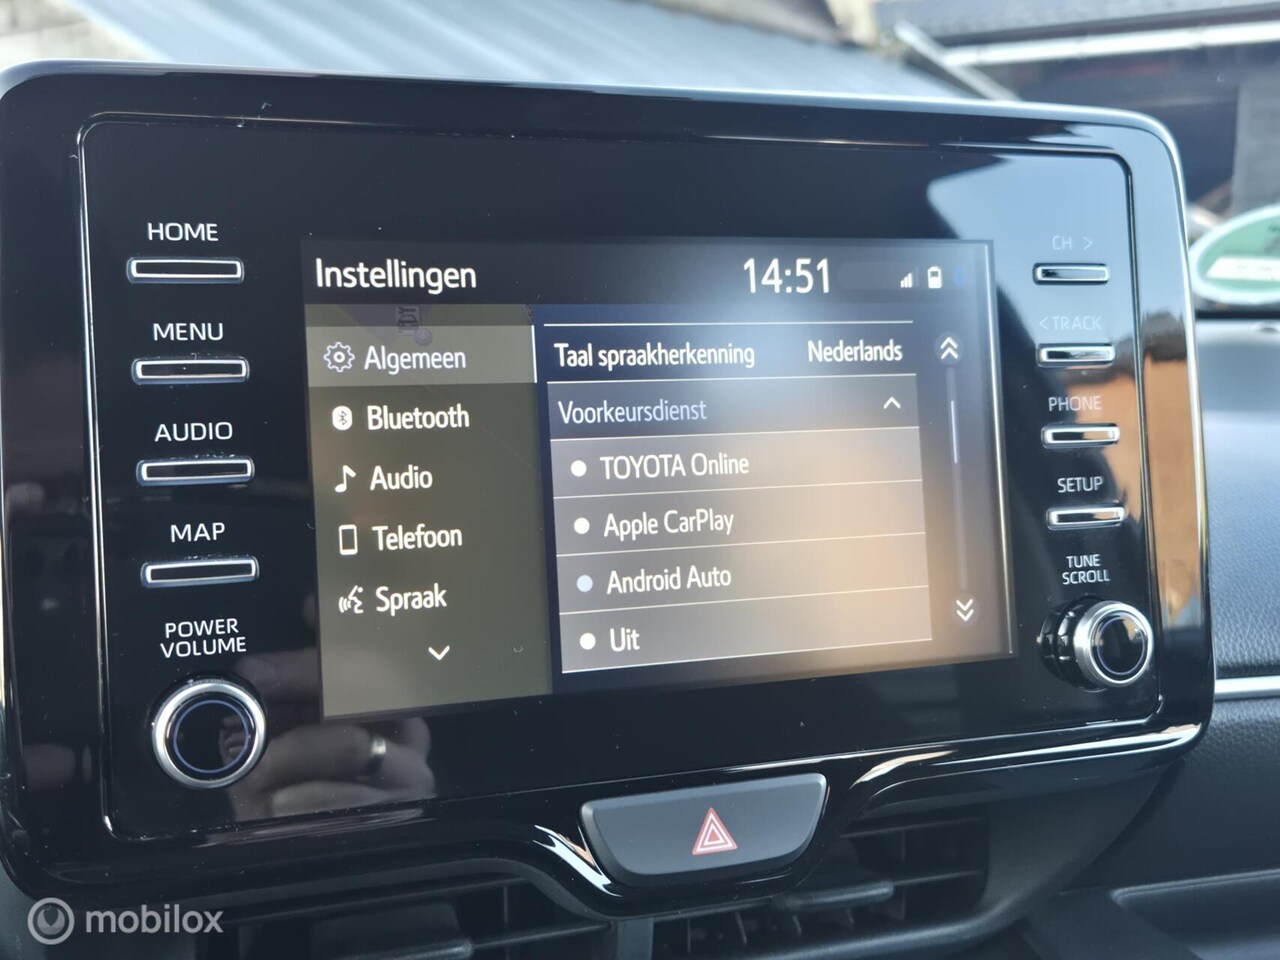 HOME
MENU
AUDIO
MAP
POWER
VOLUME
Instellingen 14:51
Algemeen
Bluetooth
Audio
Telefoon
Spraak
Taal spraakherkenning Nederlands
Voorkeursdienst
TOYOTA Online
Apple CarPlay
Android Auto
Uit
CH >
< TRACK
PHONE
SETUP
TUNE
SCROLL
mobilox